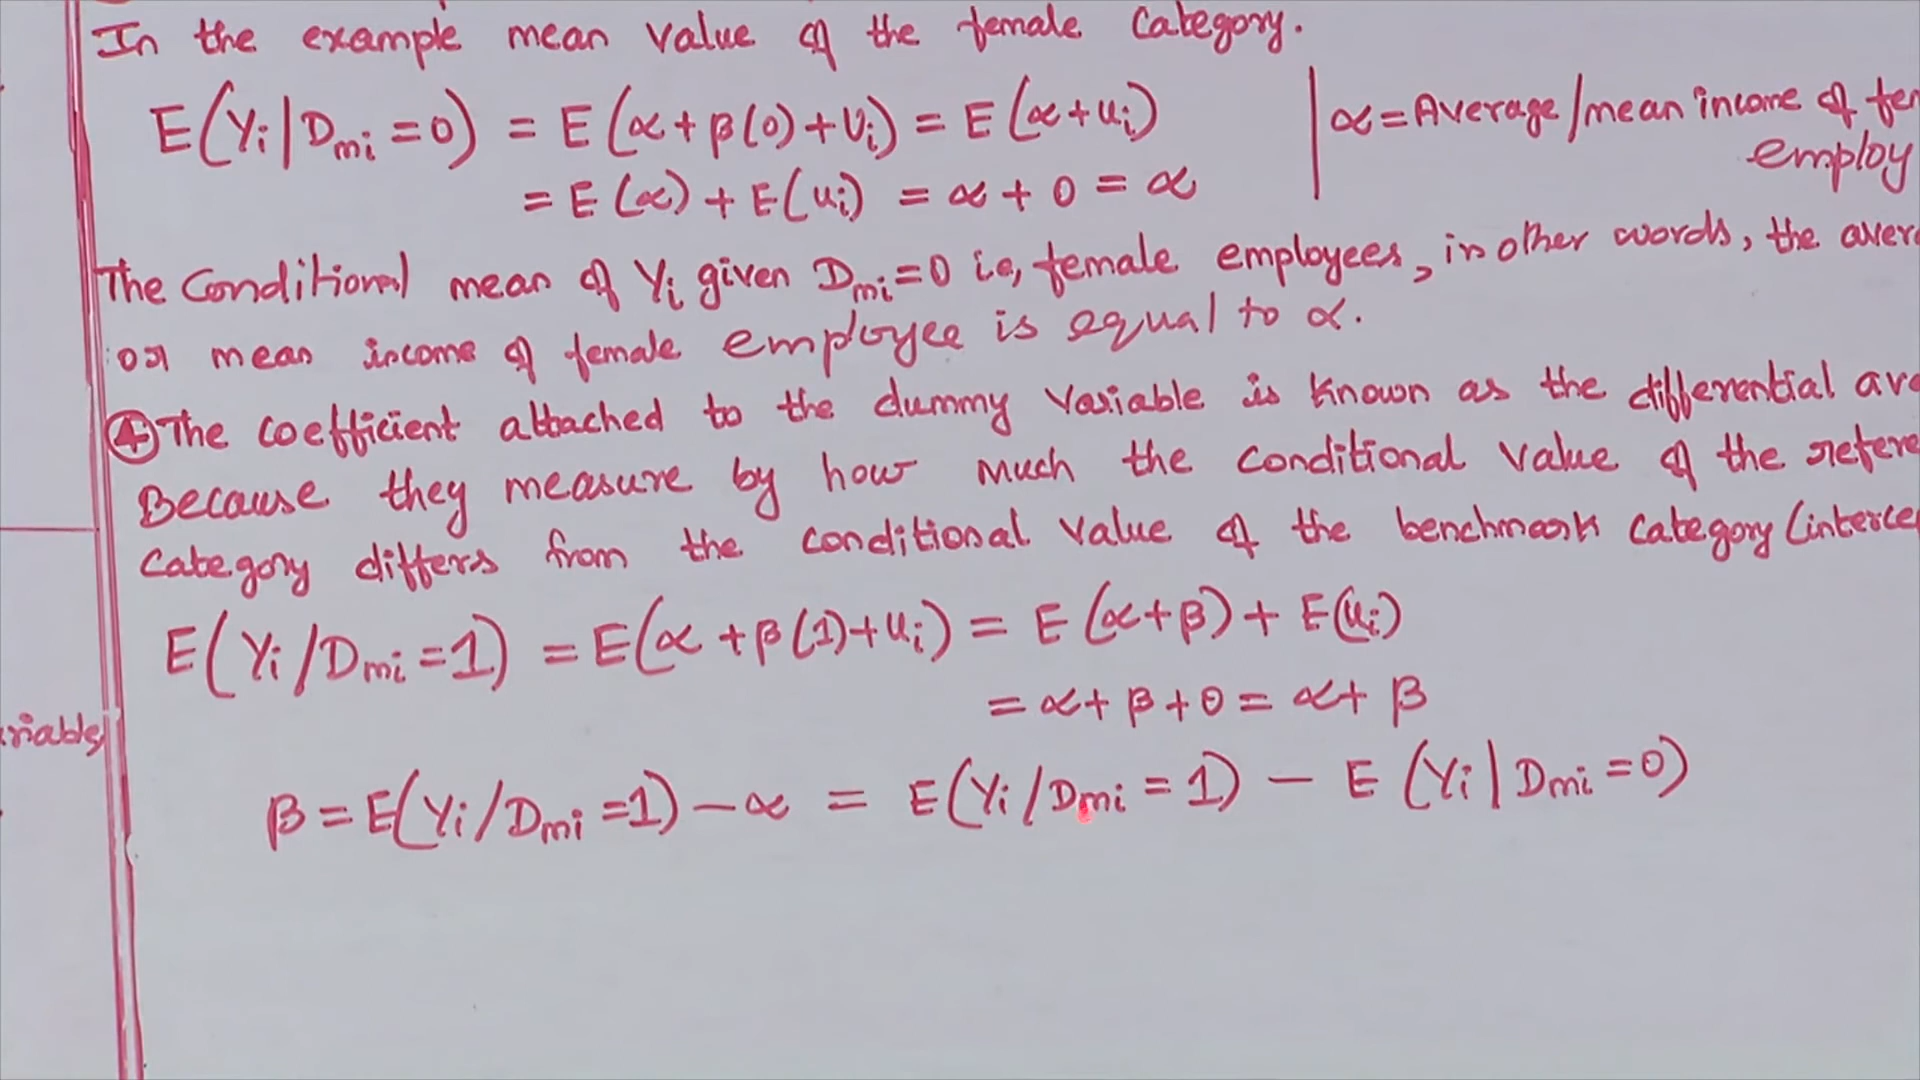 In the example mean value of the female category.
E(Yi|Dmi=0) = E(α+β(0)+Ui) = E(α+ui)
α=Average/mean income of fem
employ
= E(α)+E(ui) = α+0=α
The Conditional mean of Yi given Dmi=0 i.e, female employees, in other words, the avera
or mean income of female employee is equal to α.
④ The coefficient attached to the dummy variable is known as the differential ave
Because they measure by how much the conditional value of the refere
category differs from the conditional value of the benchmark category (interce
E(Yi/Dmi=1) = E(α+β(1)+ui) = E(α+β)+E(ui)
= α+β+0= α+β
ariable
β=E(Yi/Dmi=1)-α = E(Yi/Dmi=1) - E(Yi|Dmi=0)